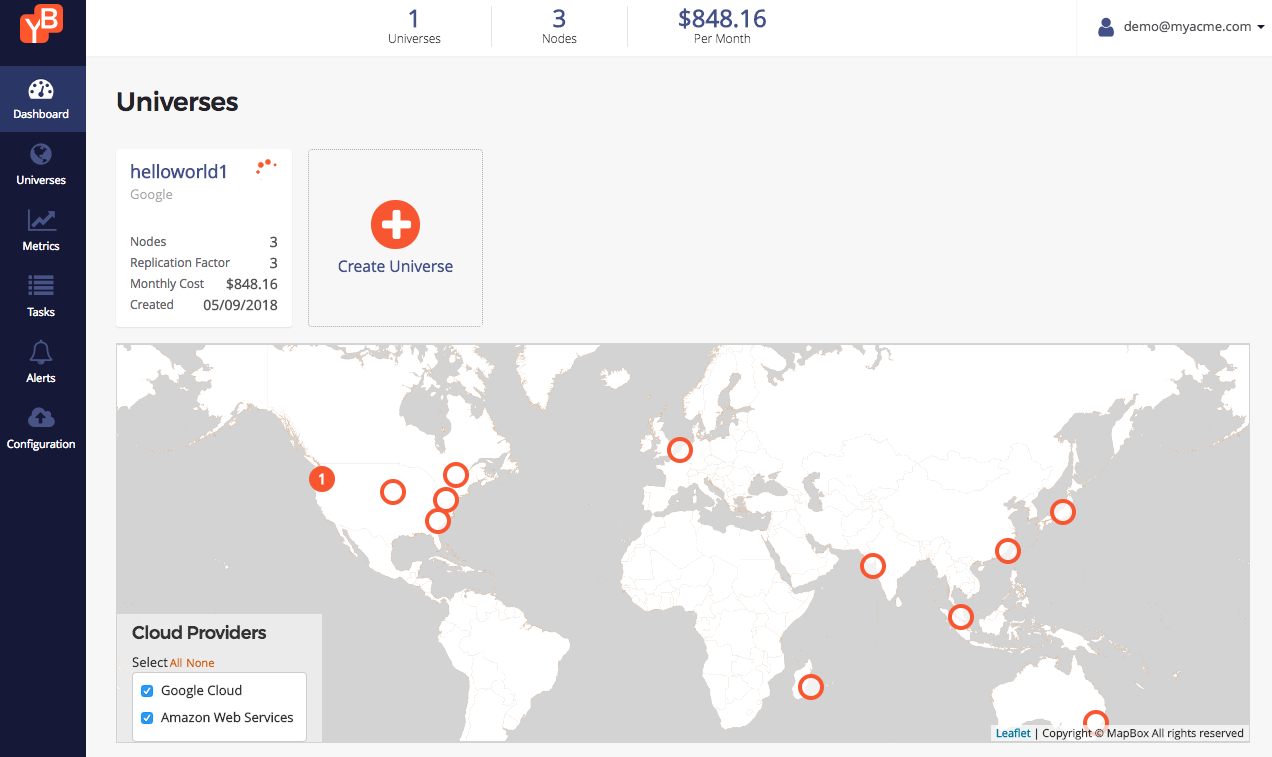 YB
1
Universes
3
Nodes
$848.16
Per Month
demo@myacme.com
Dashboard
Universes
Metrics
Tasks
Alerts
Configuration
Universes
helloworld1
Google
Nodes 3
Replication Factor 3
Monthly Cost $848.16
Created 05/09/2018
Create Universe
1
Cloud Providers
Select All None
Google Cloud
Amazon Web Services
Leaflet | Copyright © MapBox All rights reserved